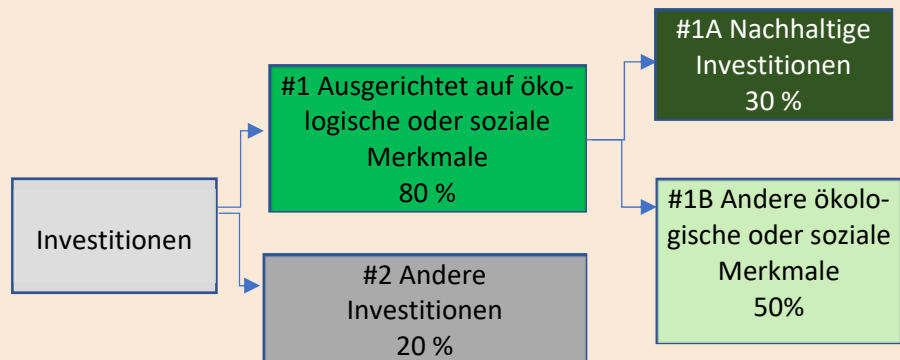 #1A Nachhaltige
Investitionen
30 %
#1 Ausgerichtet auf öko-
logische oder soziale
Merkmale
80 %
#1B Andere ökolo-
gische oder soziale
Merkmale
50%
Investitionen
#2 Andere
Investitionen
20 %